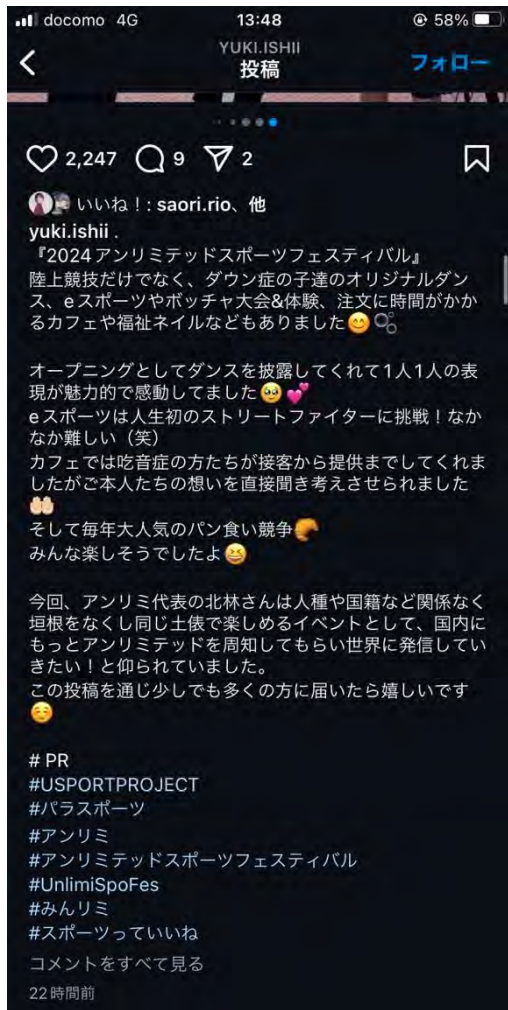 docomo 4G 13:48 58%
YUKI.ISHII
投稿
フォロー
2,247 9 2
いいね！: saori.rio、他
yuki.ishii .
『2024アンリミテッドスポーツフェスティバル』
陸上競技だけでなく、ダウン症の子達のオリジナルダン
ス、eスポーツやボッチャ大会&体験、注文に時間がかか
るカフェや福祉ネイルなどもありました😊🫧
オープニングとしてダンスを披露してくれて1人1人の表
現が魅力的で感動してました🥹💕
eスポーツは人生初のストリートファイターに挑戦！なか
なか難しい（笑）
カフェでは吃音症の方たちが接客から提供までしてくれま
したがご本人たちの想いを直接聞き考えさせられました
🤲🏻
そして毎年大人気のパン食い競争🥐
みんな楽しそうでしたよ😆
今回、アンリミ代表の北林さんは人種や国籍など関係なく
垣根をなくし同じ土俵で楽しめるイベントとして、国内に
もっとアンリミテッドを周知してもらい世界に発信してい
きたい！と仰られていました。
この投稿を通じ少しでも多くの方に届いたら嬉しいです
☺️
# PR
#USPORTPROJECT
#パラスポーツ
#アンリミ
#アンリミテッドスポーツフェスティバル
#UnlimiSpoFes
#みんリミ
#スポーツっていいね
コメントをすべて見る
22時間前